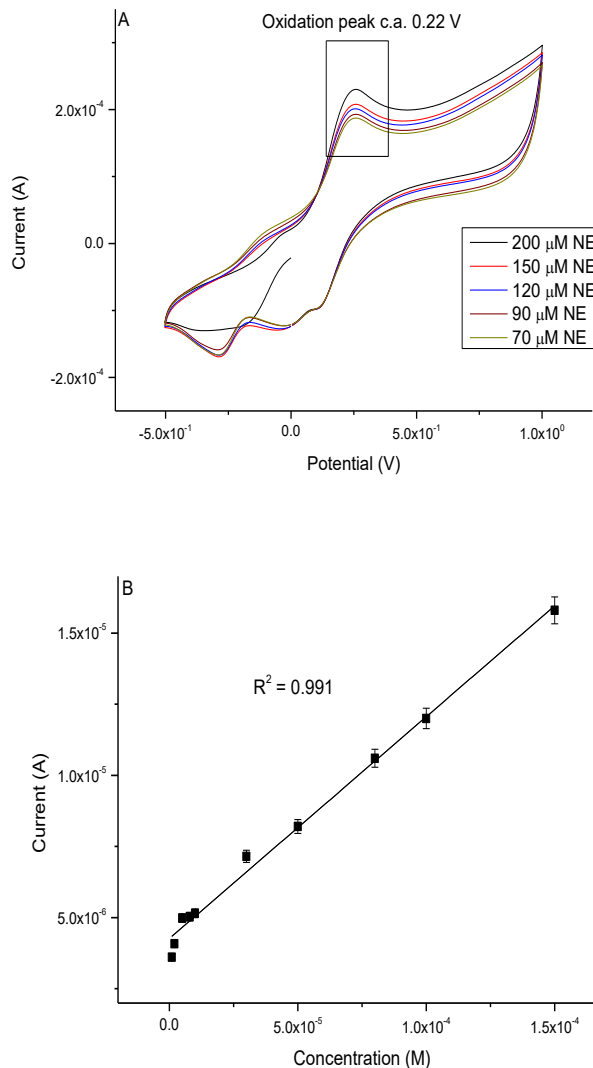 A
Oxidation peak c.a. 0.22 V
2.0x10⁻⁴
0.0
-2.0x10⁻⁴
Current (A)
200 μM NE
150 μM NE
120 μM NE
90 μM NE
70 μM NE
-5.0x10⁻¹ 0.0 5.0x10⁻¹ 1.0x10⁰
Potential (V)
B
1.5x10⁻⁵
R² = 0.991
1.0x10⁻⁵
Current (A)
5.0x10⁻⁶
0.0 5.0x10⁻⁵ 1.0x10⁻⁴ 1.5x10⁻⁴
Concentration (M)